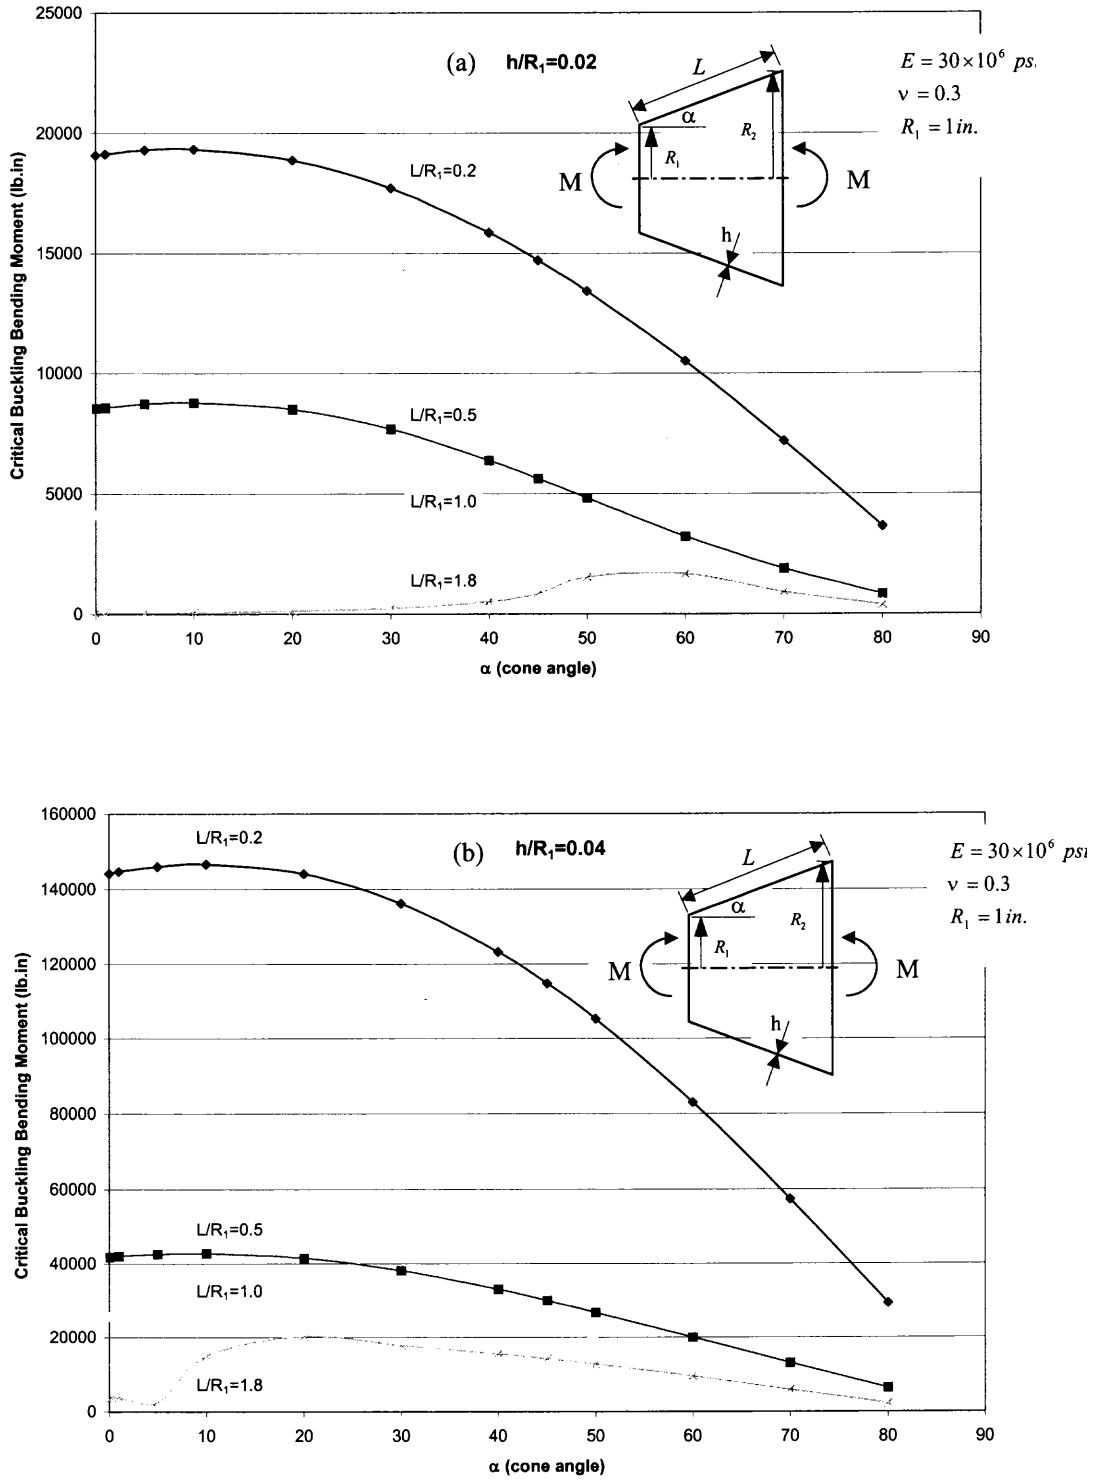 25000
20000
15000
10000
5000
0
Critical Buckling Bending Moment (lb.in)
(a) h/R₁=0.02
E = 30×10⁶ ps.
ν = 0.3
R₁ = 1 in.
L
α
R₂
R₁
M
M
h
L/R₁=0.2
L/R₁=0.5
L/R₁=1.0
L/R₁=1.8
0 10 20 30 40 50 60 70 80 90
α (cone angle)
160000
140000
120000
100000
80000
60000
40000
20000
0
Critical Buckling Bending Moment (lb.in)
L/R₁=0.2
(b) h/R₁=0.04
E = 30×10⁶ psi
ν = 0.3
R₁ = 1 in.
L
α
R₂
R₁
M
M
h
L/R₁=0.5
L/R₁=1.0
L/R₁=1.8
0 10 20 30 40 50 60 70 80 90
α (cone angle)